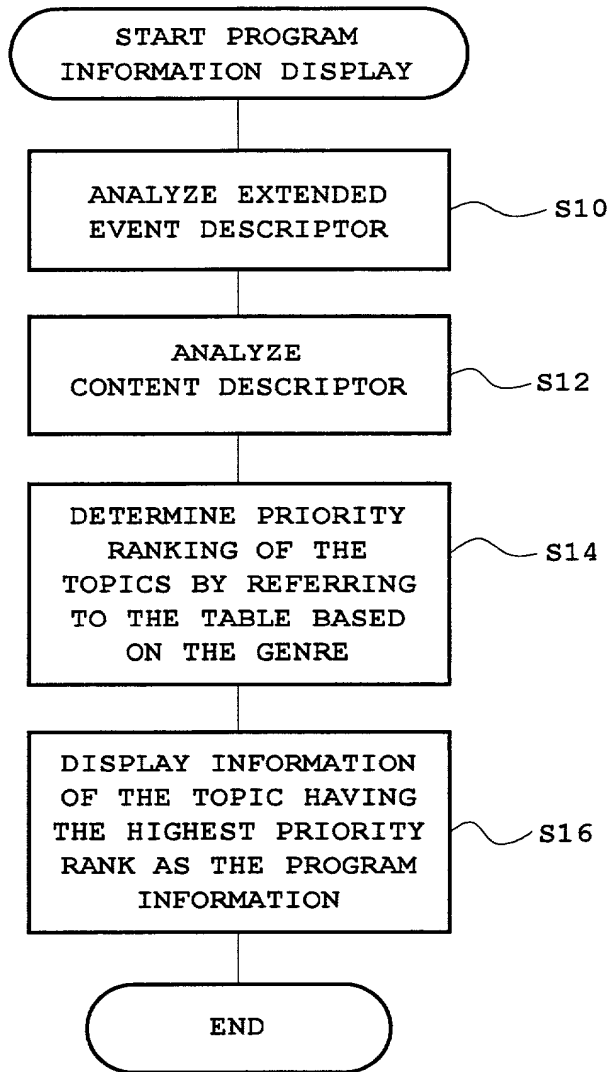 START PROGRAM
INFORMATION DISPLAY
ANALYZE EXTENDED
EVENT DESCRIPTOR
S10
ANALYZE
CONTENT DESCRIPTOR
S12
DETERMINE PRIORITY
RANKING OF THE
TOPICS BY REFERRING
TO THE TABLE BASED
ON THE GENRE
S14
DISPLAY INFORMATION
OF THE TOPIC HAVING
THE HIGHEST PRIORITY
RANK AS THE PROGRAM
INFORMATION
S16
END